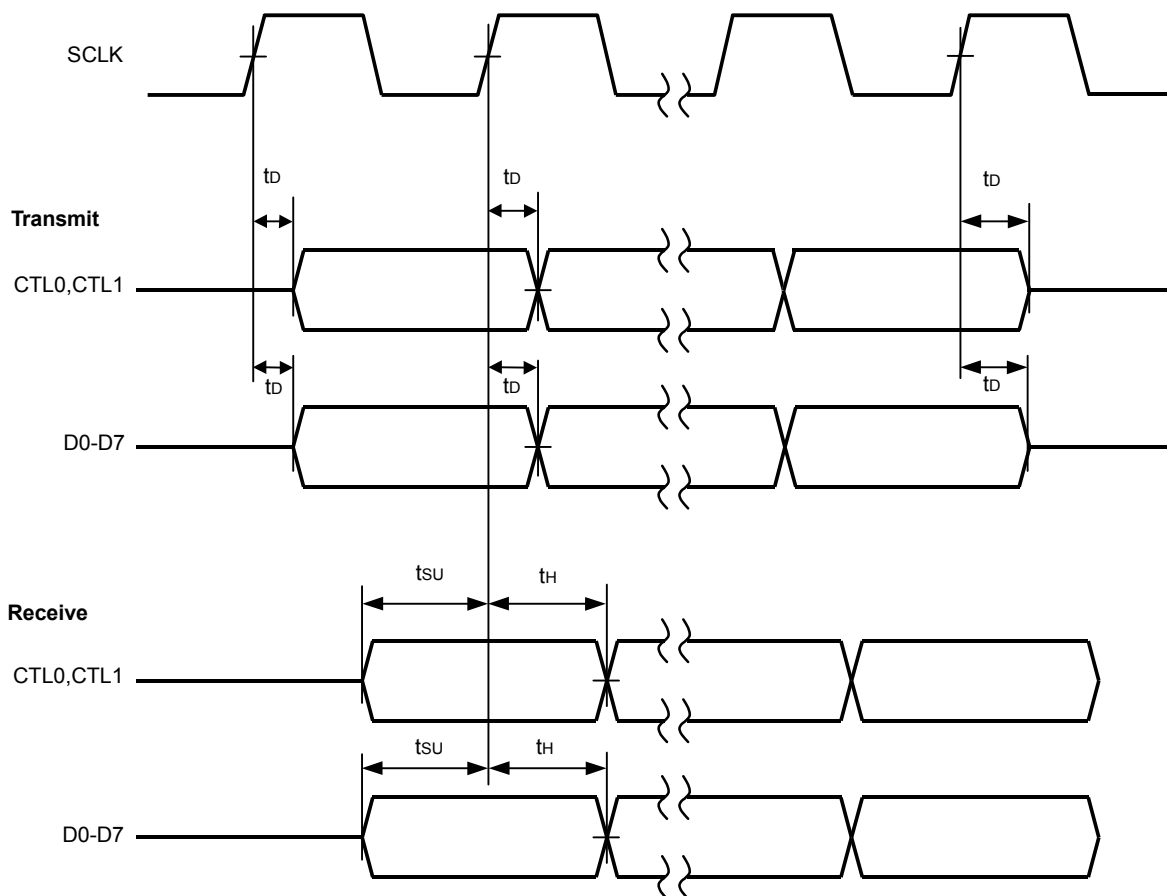 SCLK
tD
tD
tD
Transmit
CTL0,CTL1
tD
tD
tD
D0-D7
tSU
tH
Receive
CTL0,CTL1
tSU
tH
D0-D7